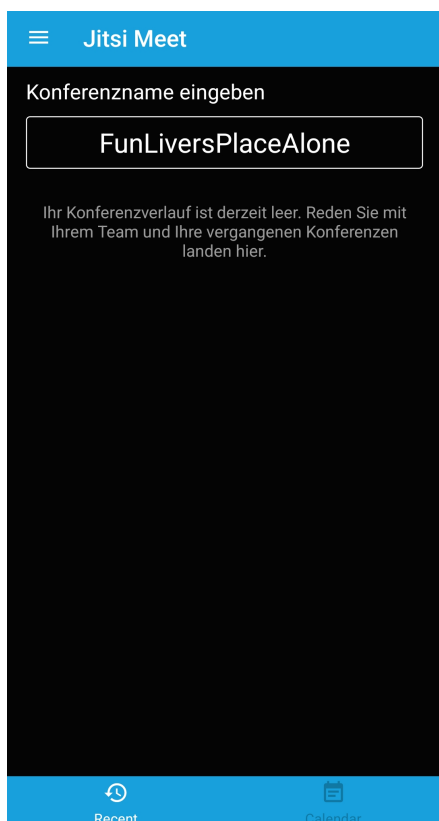 Jitsi Meet
Konferenzname eingeben
FunLiversPlaceAlone
Ihr Konferenzverlauf ist derzeit leer. Reden Sie mit
Ihrem Team und Ihre vergangenen Konferenzen
landen hier.
Recent
Calendar